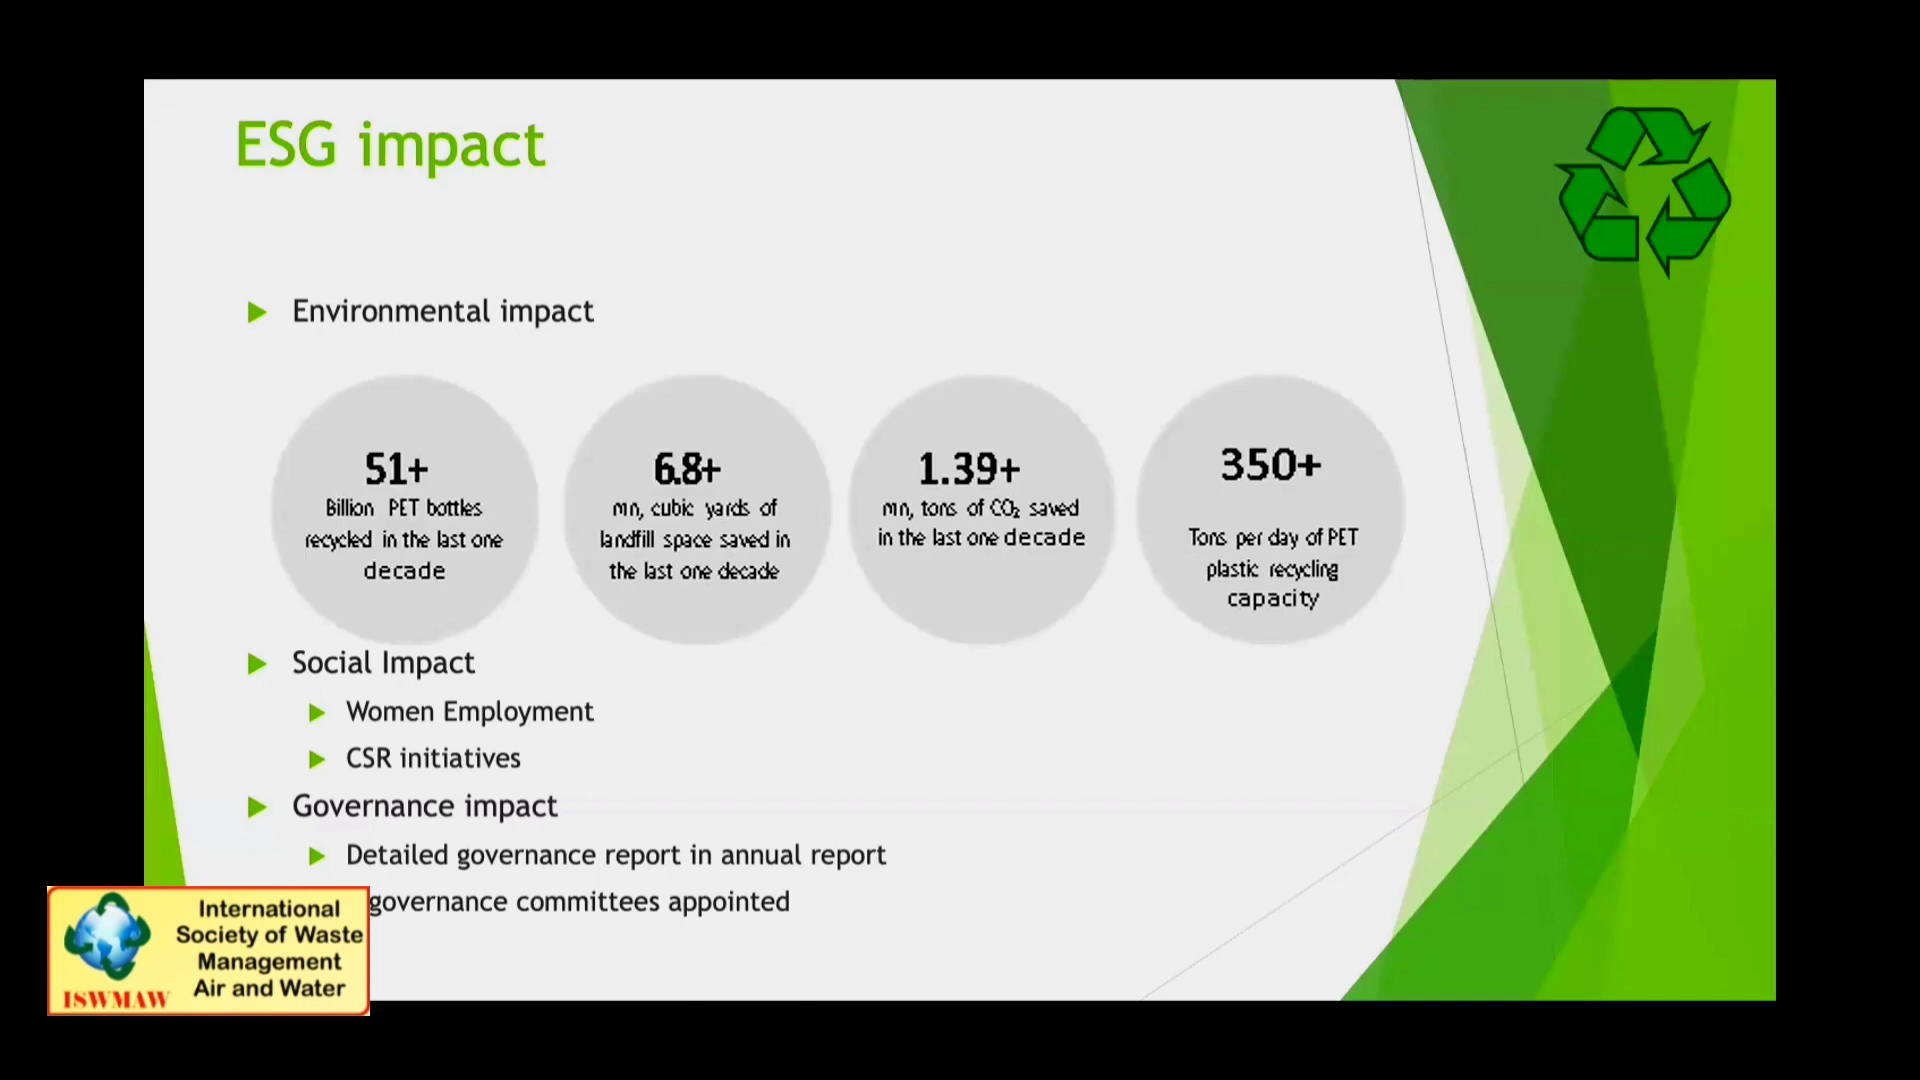 ESG impact
Environmental impact
51+
Billion PET bottles
recycled in the last one
decade
6.8+
mn, cubic yards of
landfill space saved in
the last one decade
1.39+
mn, tons of CO₂ saved
in the last one decade
350+
Tons per day of PET
plastic recycling
capacity
Social Impact
Women Employment
CSR initiatives
Governance impact
Detailed governance report in annual report
governance committees appointed
International
Society of Waste
Management
Air and Water
ISWMAW